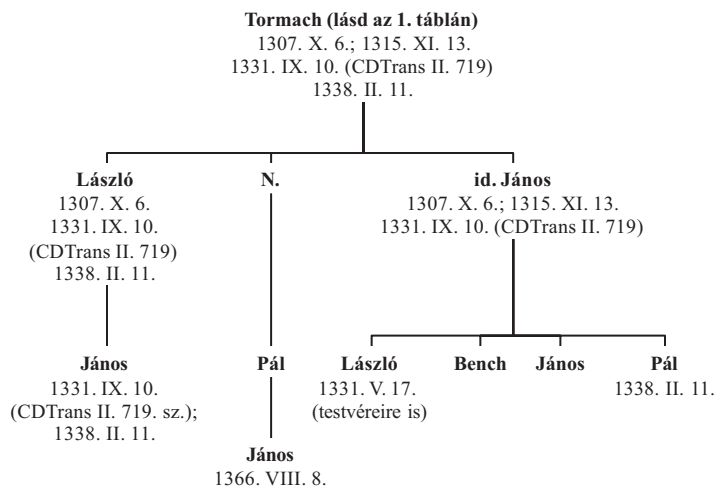 Tormach (lásd az 1. táblán)
1307. X. 6.; 1315. XI. 13.
1331. IX. 10. (CDTrans II. 719)
1338. II. 11.
László
1307. X. 6.
1331. IX. 10.
(CDTrans II. 719)
1338. II. 11.
N.
id. János
1307. X. 6.; 1315. XI. 13.
1331. IX. 10. (CDTrans II. 719)
János
1331. IX. 10.
(CDTrans II. 719. sz.);
1338. II. 11.
Pál
János
1366. VIII. 8.
László
1331. V. 17.
(testvéreire is)
Bench
János
Pál
1338. II. 11.